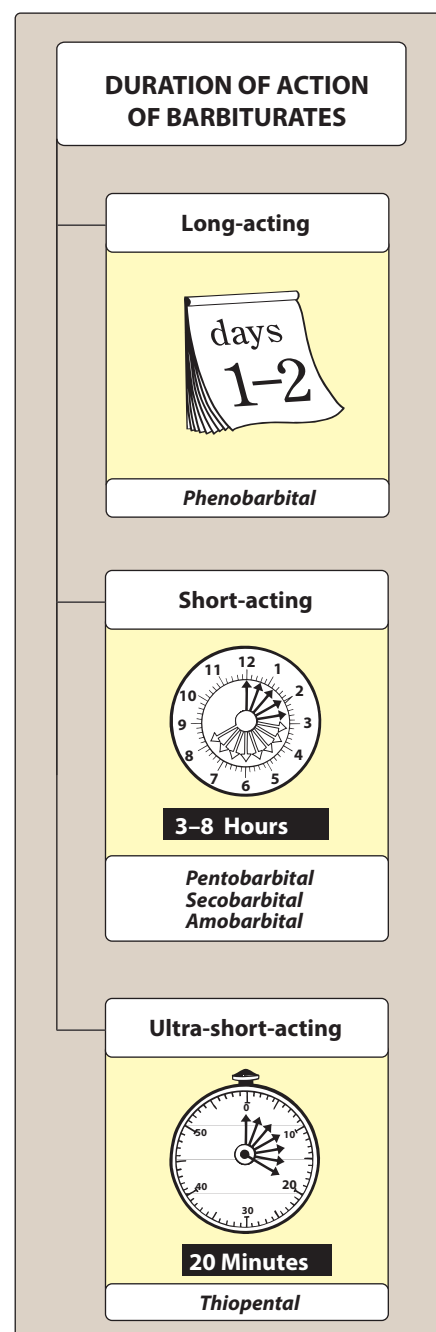 DURATION OF ACTION
OF BARBITURATES
Long-acting
days
1–2
Phenobarbital
Short-acting
12
1
2
3
4
5
6
7
8
9
10
11
3–8 Hours
Pentobarbital
Secobarbital
Amobarbital
Ultra-short-acting
0
10
20
30
40
50
20 Minutes
Thiopental